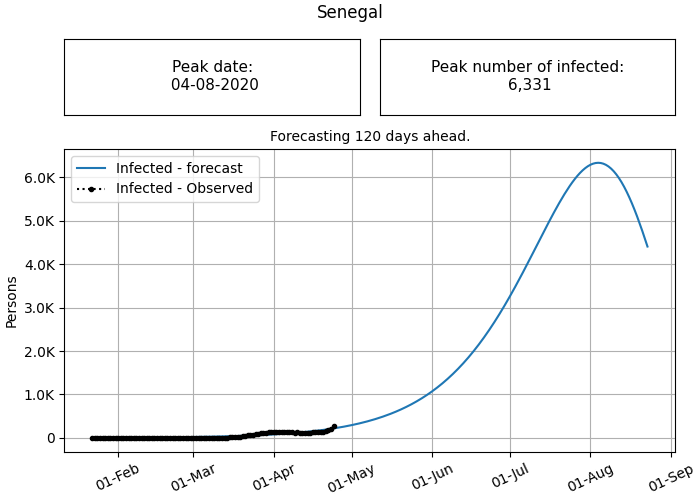 Senegal
Peak date:
04-08-2020
Peak number of infected:
6,331
Forecasting 120 days ahead.
Infected - forecast
Infected - Observed
Persons
6.0K
5.0K
4.0K
3.0K
2.0K
1.0K
0
01-Feb
01-Mar
01-Apr
01-May
01-Jun
01-Jul
01-Aug
01-Sep